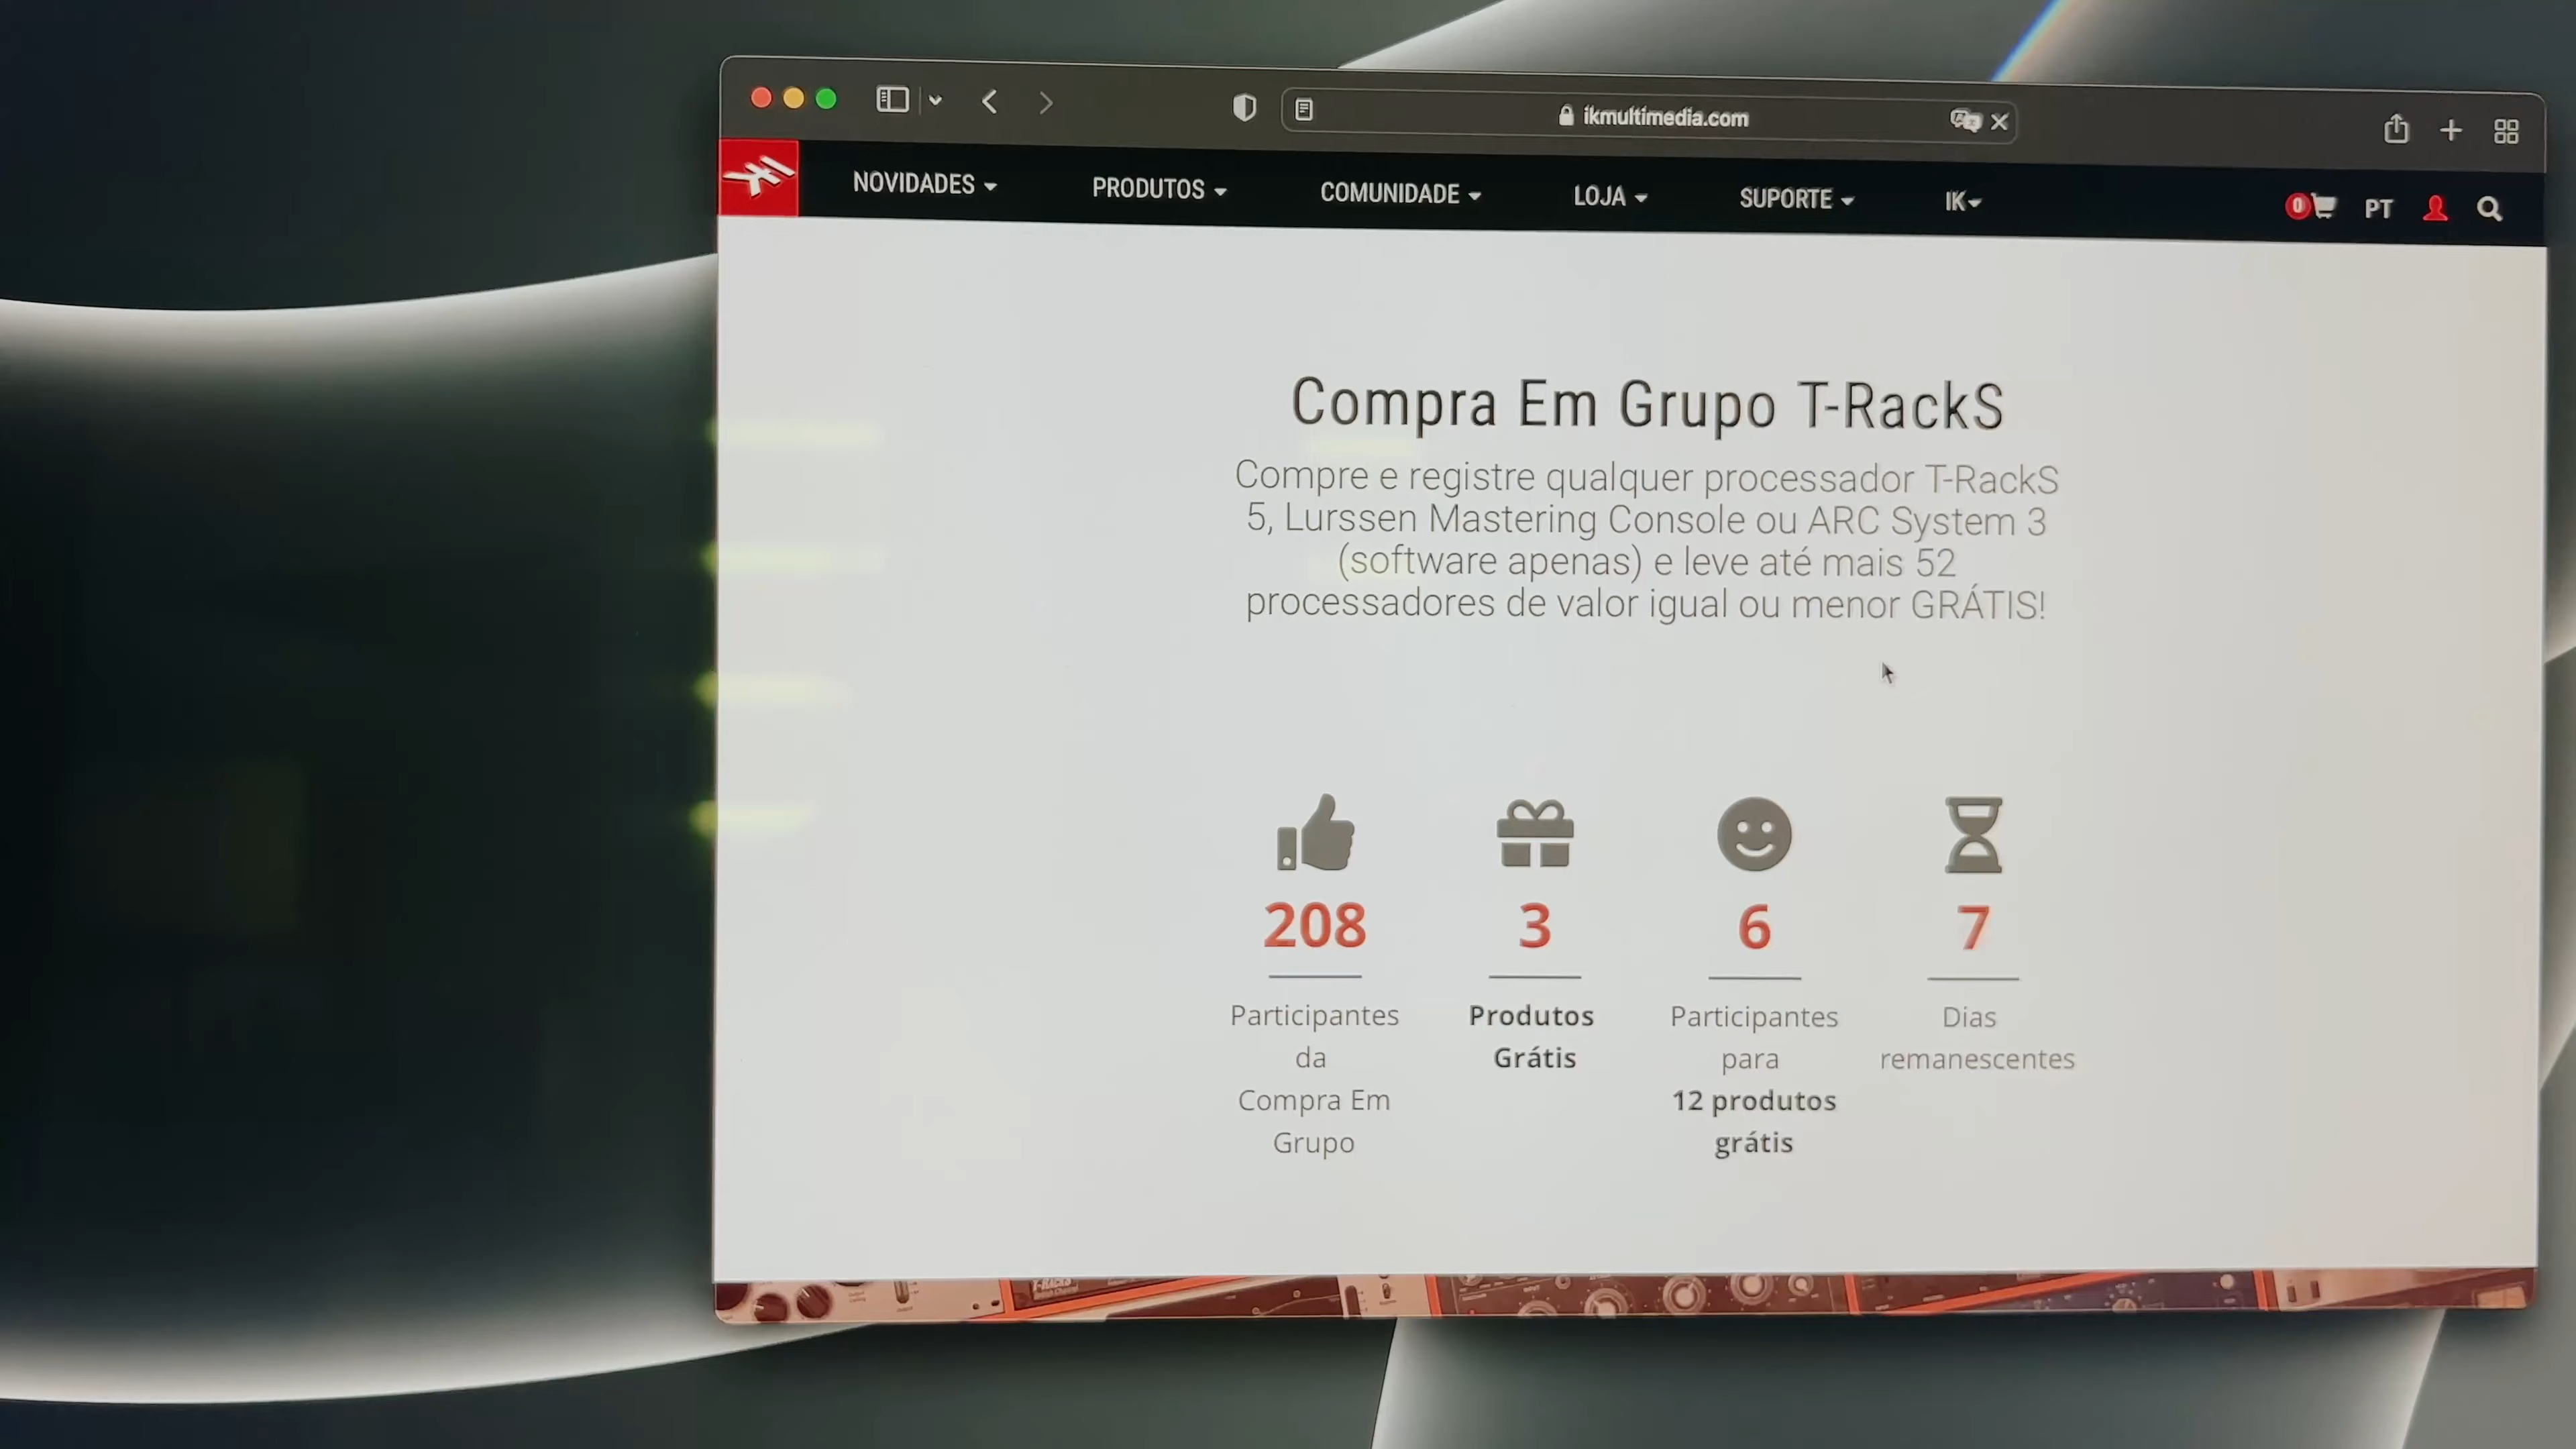 ikmultimedia.com
NOVIDADES PRODUTOS COMUNIDADE LOJA SUPORTE IK 0 PT
Compra Em Grupo T-RackS
Compre e registre qualquer processador T-RackS
5, Lurssen Mastering Console ou ARC System 3
(software apenas) e leve até mais 52
processadores de valor igual ou menor GRÁTIS!
208
Participantes
da
Compra Em
Grupo
3
Produtos
Grátis
6
Participantes
para
12 produtos
grátis
7
Dias
remanescentes